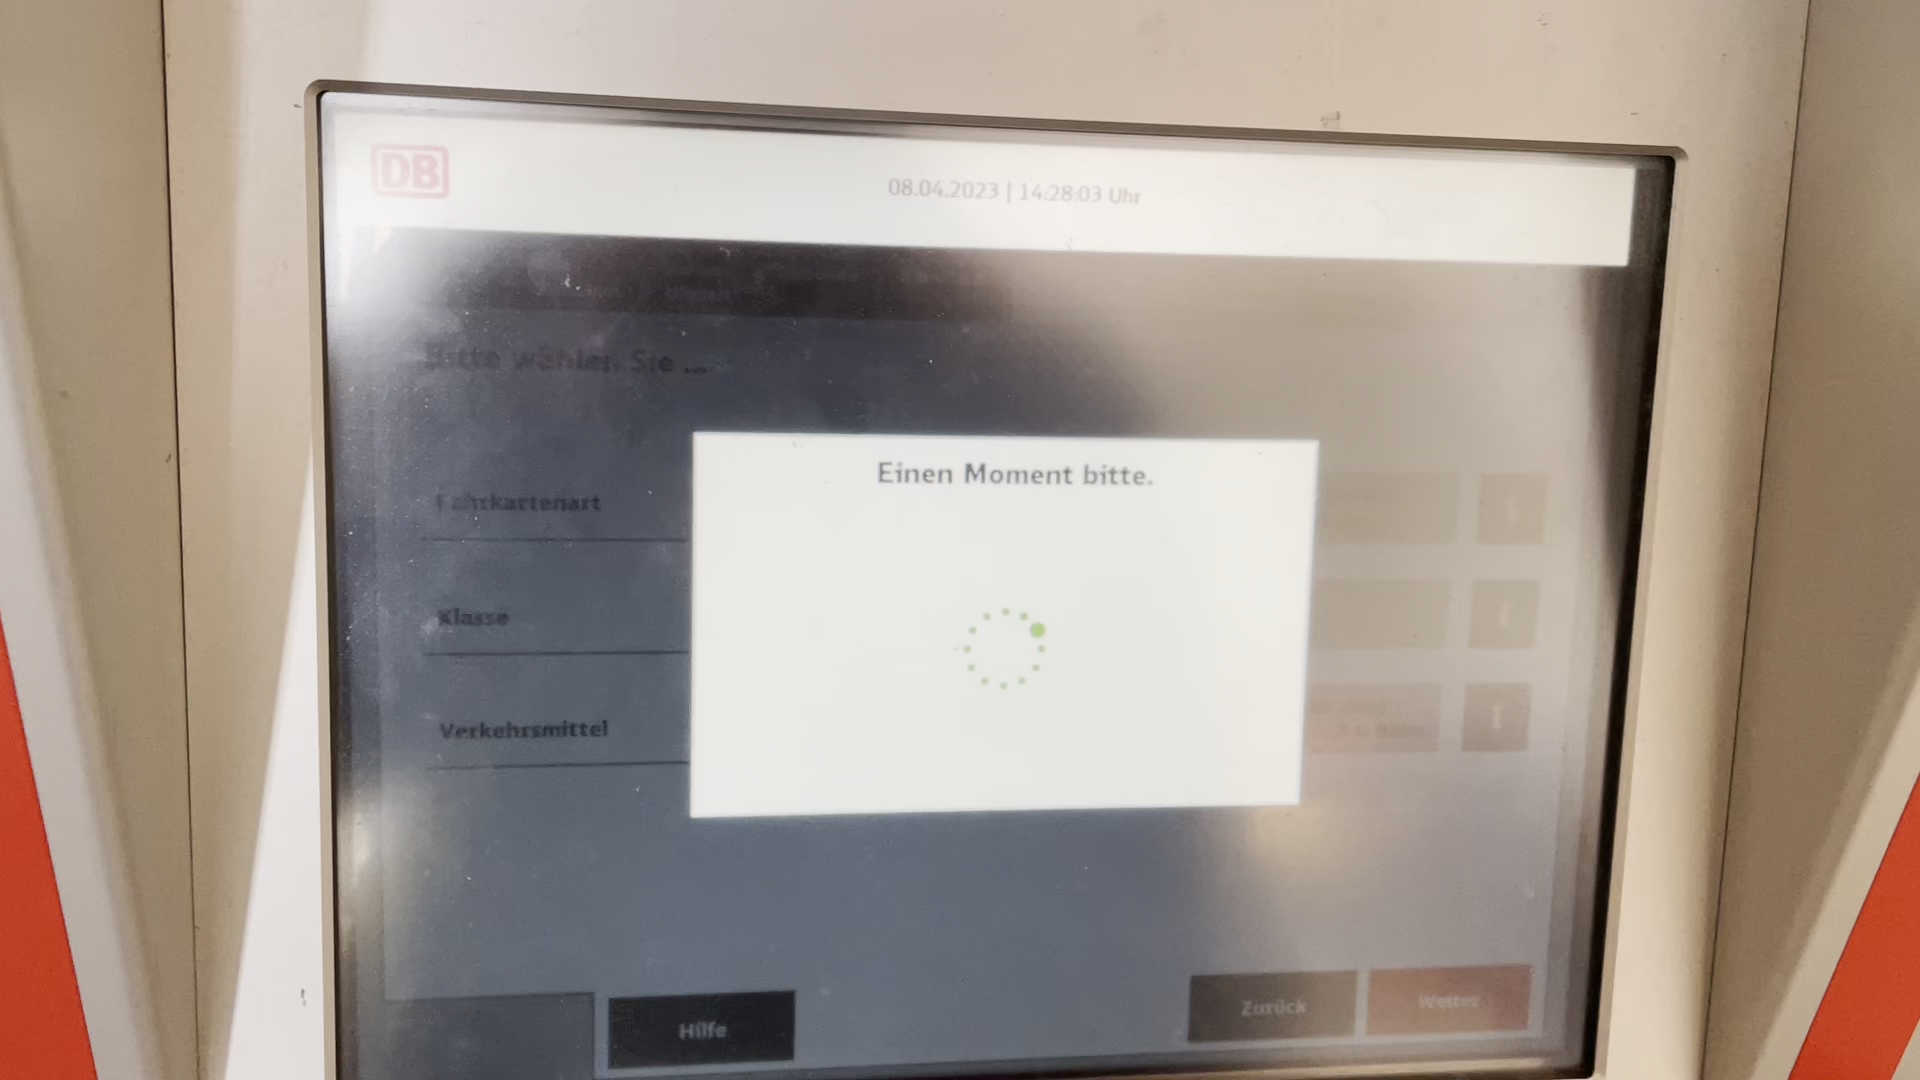 DB
08.04.2023 | 14:28:03 Uhr
Bitte wählen Sie ...
Einen Moment bitte.
Fahrkartenart
Klasse
Verkehrsmittel
Hilfe
Zurück
Weiter